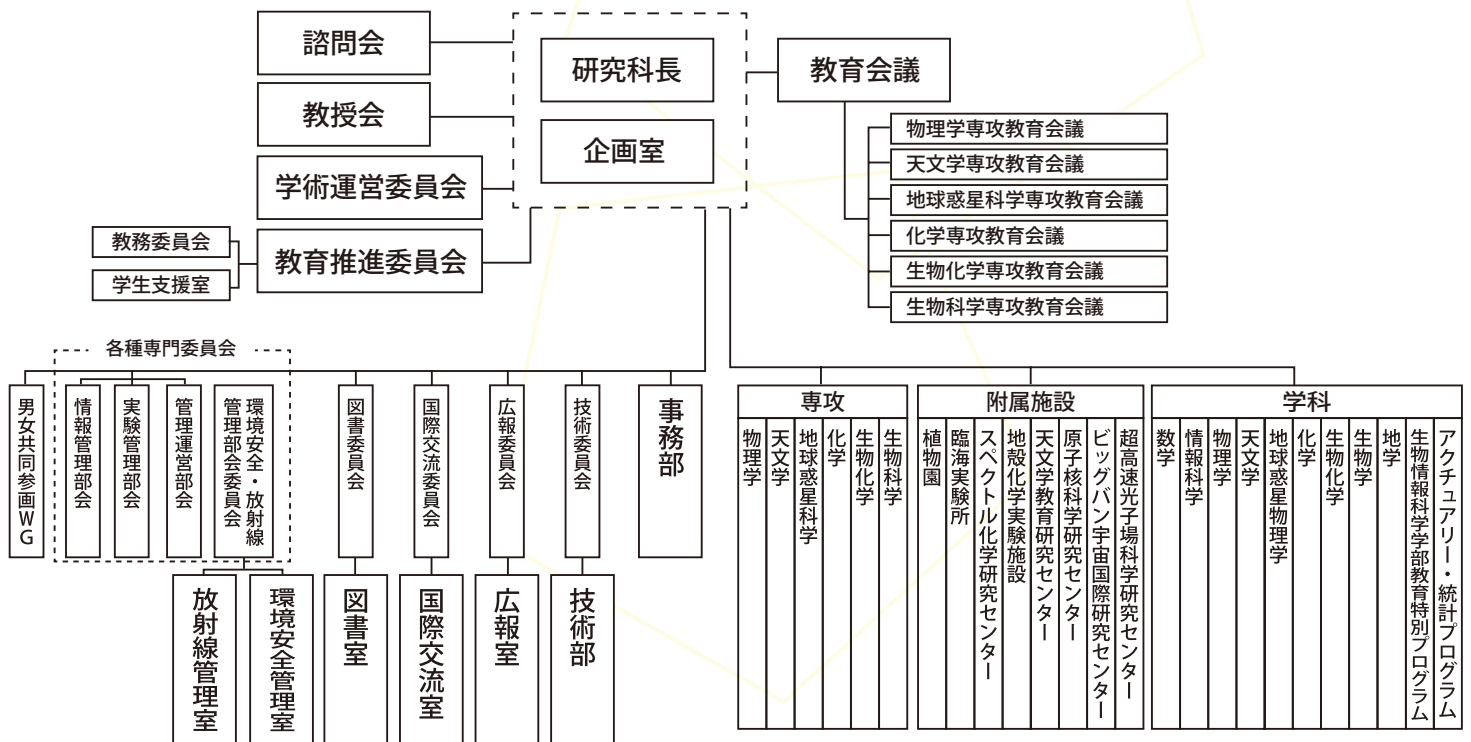 諮問会
教授会
学術運営委員会
教育推進委員会
教務委員会
学生支援室
研究科長
企画室
教育会議
物理学専攻教育会議
天文学専攻教育会議
地球惑星科学専攻教育会議
化学専攻教育会議
生物化学専攻教育会議
生物科学専攻教育会議
各種専門委員会
男女共同参画WG
情報管理部会
実験管理部会
管理運営部会
環境安全・放射線
管理部会委員会
図書委員会
国際交流委員会
広報委員会
技術委員会
事務部
放射線管理室
環境安全管理室
図書室
国際交流室
広報室
技術部
専攻
物理学
天文学
地球惑星科学
化学
生物化学
生物科学
附属施設
植物園
臨海実験所
スペクトル化学研究センター
地殻化学実験施設
天文学教育研究センター
原子核科学研究センター
ビッグバン宇宙国際研究センター
超高速光子場科学研究センター
学科
数学
情報科学
物理学
天文学
地球惑星物理学
化学
生物化学
生物学
地学
生物情報科学学部教育特別プログラム
アクチュアリー・統計プログラム